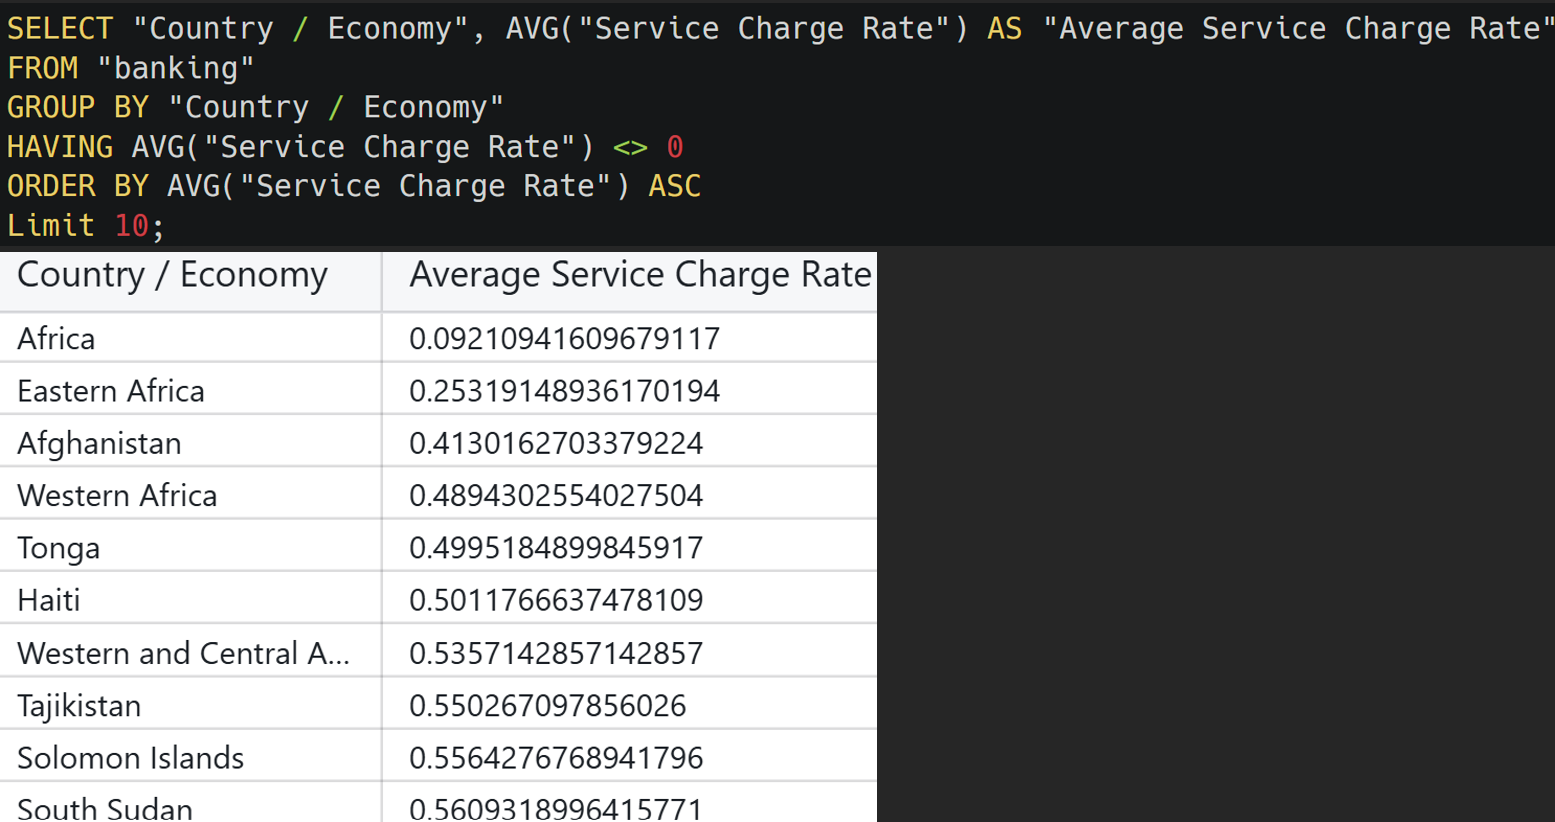 SELECT "Country / Economy", AVG("Service Charge Rate") AS "Average Service Charge Rate"
FROM "banking"
GROUP BY "Country / Economy"
HAVING AVG("Service Charge Rate") <> 0
ORDER BY AVG("Service Charge Rate") ASC
Limit 10;
Country / Economy Average Service Charge Rate
Africa 0.09210941609679117
Eastern Africa 0.25319148936170194
Afghanistan 0.4130162703379224
Western Africa 0.4894302554027504
Tonga 0.4995184899845917
Haiti 0.5011766637478109
Western and Central A... 0.5357142857142857
Tajikistan 0.550267097856026
Solomon Islands 0.5564276768941796
South Sudan 0.5609318996415771